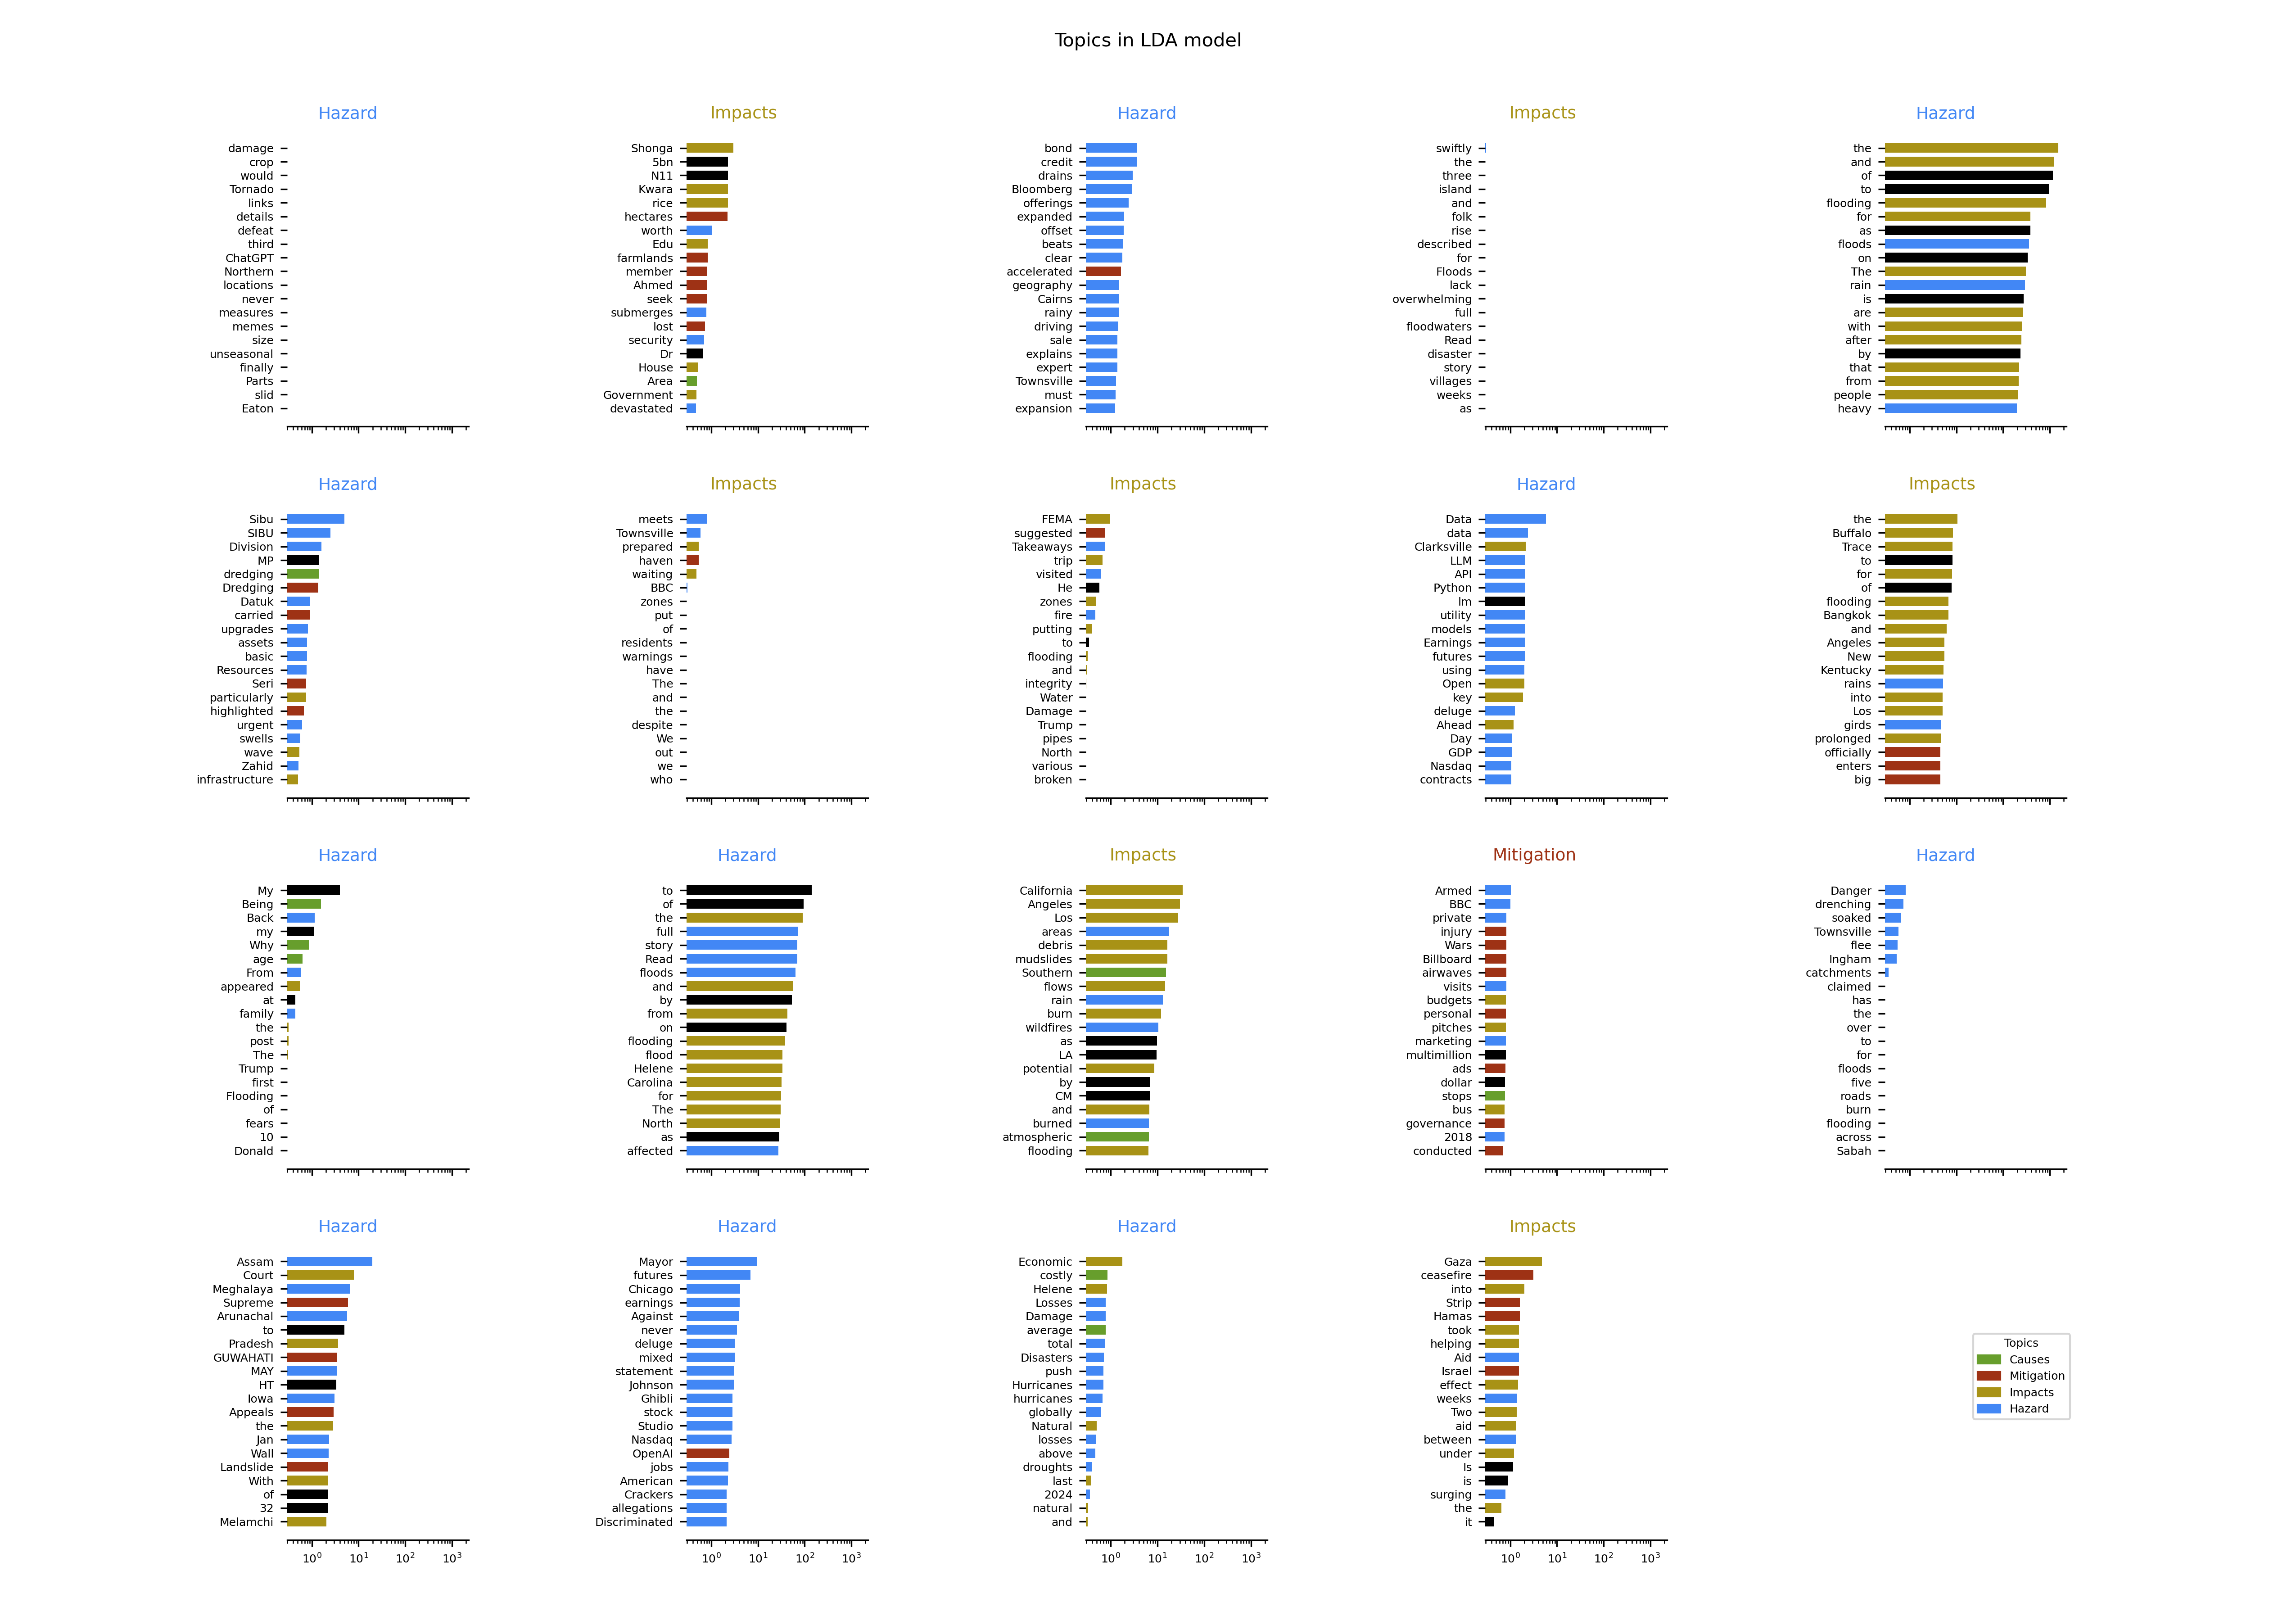 Topics in LDA model
Hazard
damage
crop
would
Tornado
links
details
defeat
third
ChatGPT
Northern
locations
never
measures
memes
size
unseasonal
finally
Parts
slid
Eaton
Impacts
Shonga
5bn
N11
Kwara
rice
hectares
worth
Edu
farmlands
member
Ahmed
seek
submerges
lost
security
Dr
House
Area
Government
devastated
Hazard
bond
credit
drains
Bloomberg
offerings
expanded
offset
beats
clear
accelerated
geography
Cairns
rainy
driving
sale
explains
expert
Townsville
must
expansion
Impacts
swiftly
the
three
island
and
folk
rise
described
for
Floods
lack
overwhelming
full
floodwaters
Read
disaster
story
villages
weeks
as
Hazard
the
and
of
to
flooding
for
as
floods
on
The
rain
is
are
with
after
by
that
from
people
heavy
Hazard
Sibu
SIBU
Division
MP
dredging
Dredging
Datuk
carried
upgrades
assets
basic
Resources
Seri
particularly
highlighted
urgent
swells
wave
Zahid
infrastructure
Impacts
meets
Townsville
prepared
haven
waiting
BBC
zones
put
of
residents
warnings
have
The
and
the
despite
We
out
we
who
Impacts
FEMA
suggested
Takeaways
trip
visited
He
zones
fire
putting
to
flooding
and
integrity
Water
Damage
Trump
pipes
North
various
broken
Hazard
Data
data
Clarksville
LLM
API
Python
lm
utility
models
Earnings
futures
using
Open
key
deluge
Ahead
Day
GDP
Nasdaq
contracts
Impacts
the
Buffalo
Trace
to
for
of
flooding
Bangkok
and
Angeles
New
Kentucky
rains
into
Los
girds
prolonged
officially
enters
big
Hazard
My
Being
Back
my
Why
age
From
appeared
at
family
the
post
The
Trump
first
Flooding
of
fears
10
Donald
Hazard
to
of
the
full
story
Read
floods
and
by
from
on
flooding
flood
Helene
Carolina
for
The
North
as
affected
Impacts
California
Angeles
Los
areas
debris
mudslides
Southern
flows
rain
burn
wildfires
as
LA
potential
by
CM
and
burned
atmospheric
flooding
Mitigation
Armed
BBC
private
injury
Wars
Billboard
airwaves
visits
budgets
personal
pitches
marketing
multimillion
ads
dollar
stops
bus
governance
2018
conducted
Hazard
Danger
drenching
soaked
Townsville
flee
Ingham
catchments
claimed
has
the
over
to
for
floods
five
roads
burn
flooding
across
Sabah
Hazard
Assam
Court
Meghalaya
Supreme
Arunachal
to
Pradesh
GUWAHATI
MAY
HT
Iowa
Appeals
the
Jan
Wall
Landslide
With
of
32
Melamchi
10⁰ 10¹ 10² 10³
Hazard
Mayor
futures
Chicago
earnings
Against
never
deluge
mixed
statement
Johnson
Ghibli
stock
Studio
Nasdaq
OpenAI
jobs
American
Crackers
allegations
Discriminated
10⁰ 10¹ 10² 10³
Hazard
Economic
costly
Helene
Losses
Damage
average
total
Disasters
push
Hurricanes
hurricanes
globally
Natural
losses
above
droughts
last
2024
natural
and
10⁰ 10¹ 10² 10³
Impacts
Gaza
ceasefire
into
Strip
Hamas
took
helping
Aid
Israel
effect
weeks
Two
aid
between
under
Is
is
surging
the
it
10⁰ 10¹ 10² 10³
Topics
Causes
Mitigation
Impacts
Hazard